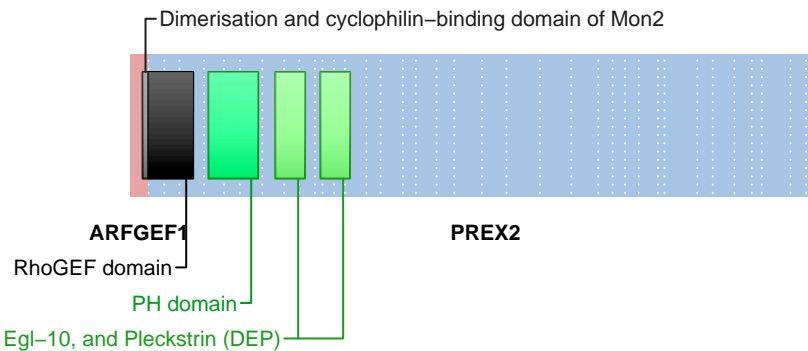 Dimerisation and cyclophilin−binding domain of Mon2
ARFGEF1 PREX2
RhoGEF domain
PH domain
Egl−10, and Pleckstrin (DEP)